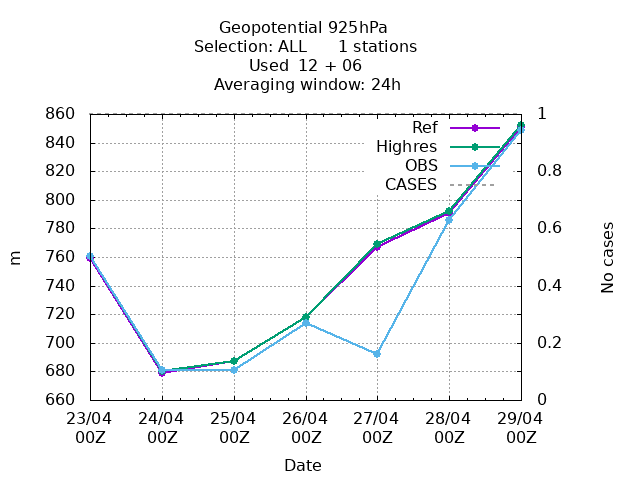 Geopotential 925hPa
Selection: ALL      1 stations
Used  12 + 06
Averaging window: 24h
860
840
820
800
780
760
740
720
700
680
660
1
0.8
0.6
0.4
0.2
0
m
No cases
Ref
Highres
OBS
CASES
23/04 24/04 25/04 26/04 27/04 28/04 29/04
00Z 00Z 00Z 00Z 00Z 00Z 00Z
Date